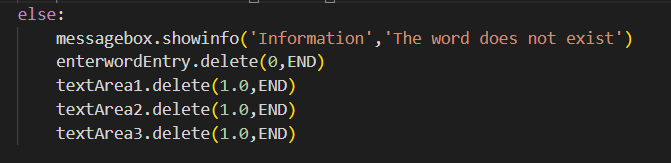 else:
    messagebox.showinfo('Information','The word does not exist')
    enterwordEntry.delete(0,END)
    textArea1.delete(1.0,END)
    textArea2.delete(1.0,END)
    textArea3.delete(1.0,END)